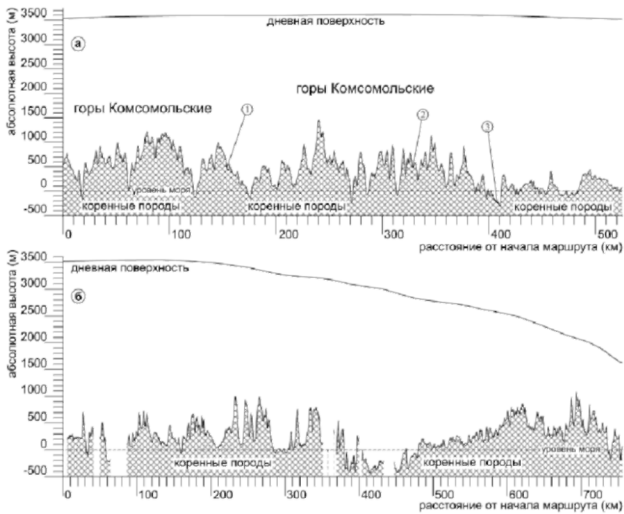 абсолютная высота (м)
3500
3000
2500
2000
1500
1000
500
0
-500
а
дневная поверхность
горы Комсомольские
горы Комсомольские
1
2
3
уровень моря
коренные породы
коренные породы
коренные породы
0 100 200 300 400 500
расстояние от начала маршрута (км)
абсолютная высота (м)
3500
3000
2500
2000
1500
1000
500
0
-500
дневная поверхность
б
уровень моря
коренные породы
коренные породы
0 100 200 300 400 500 600 700
расстояние от начала маршрута (км)